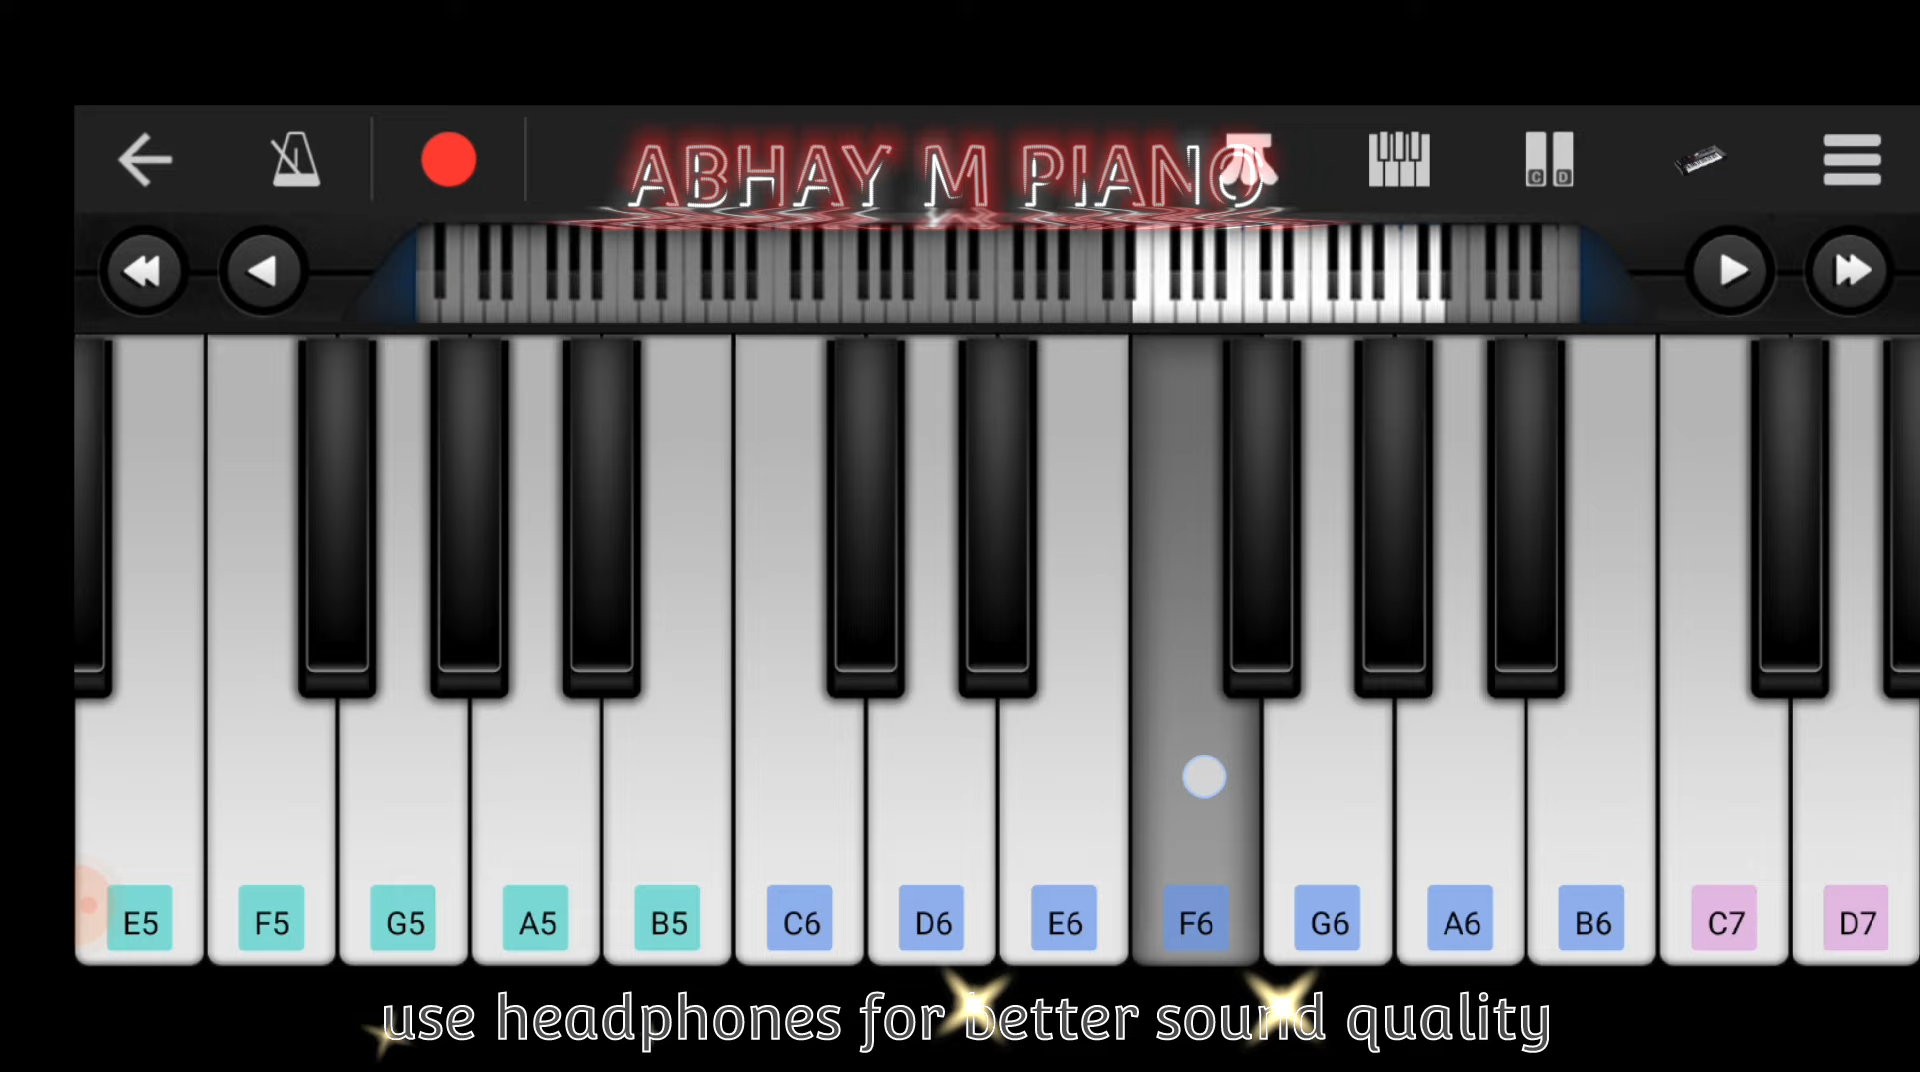 ABHAY M PIANO
C D
E5 F5 G5 A5 B5 C6 D6 E6 F6 G6 A6 B6 C7 D7
use headphones for better sound quality